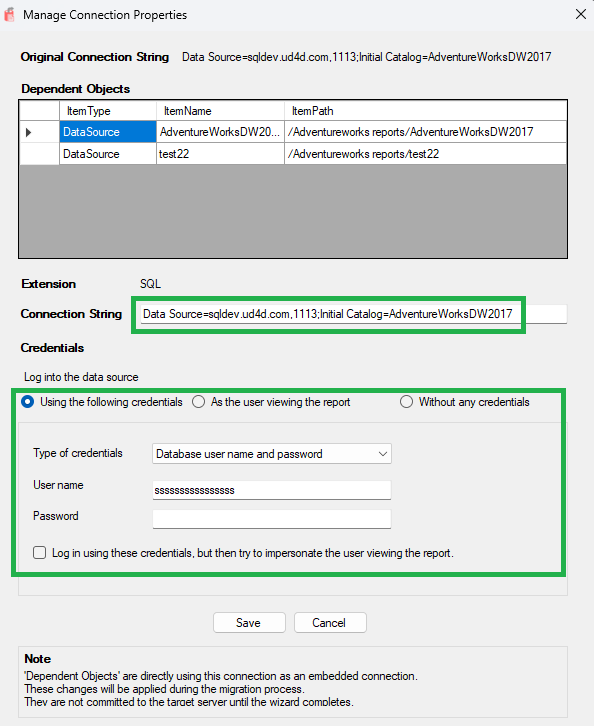 Manage Connection Properties
Original Connection String Data Source=sqldev.ud4d.com,1113;Initial Catalog=AdventureWorksDW2017
Dependent Objects
ItemType ItemName ItemPath
DataSource AdventureWorksDW20... /Adventureworks reports/AdventureWorksDW2017
DataSource test22 /Adventureworks reports/test22
Extension SQL
Connection String Data Source=sqldev.ud4d.com,1113;Initial Catalog=AdventureWorksDW2017
Credentials
Log into the data source
Using the following credentials As the user viewing the report Without any credentials
Type of credentials Database user name and password
User name ssssssssssssssss
Password
Log in using these credentials, but then try to impersonate the user viewing the report.
Save Cancel
Note
'Dependent Objects' are directly using this connection as an embedded connection.
These changes will be applied during the migration process.
They are not committed to the target server until the wizard completes.